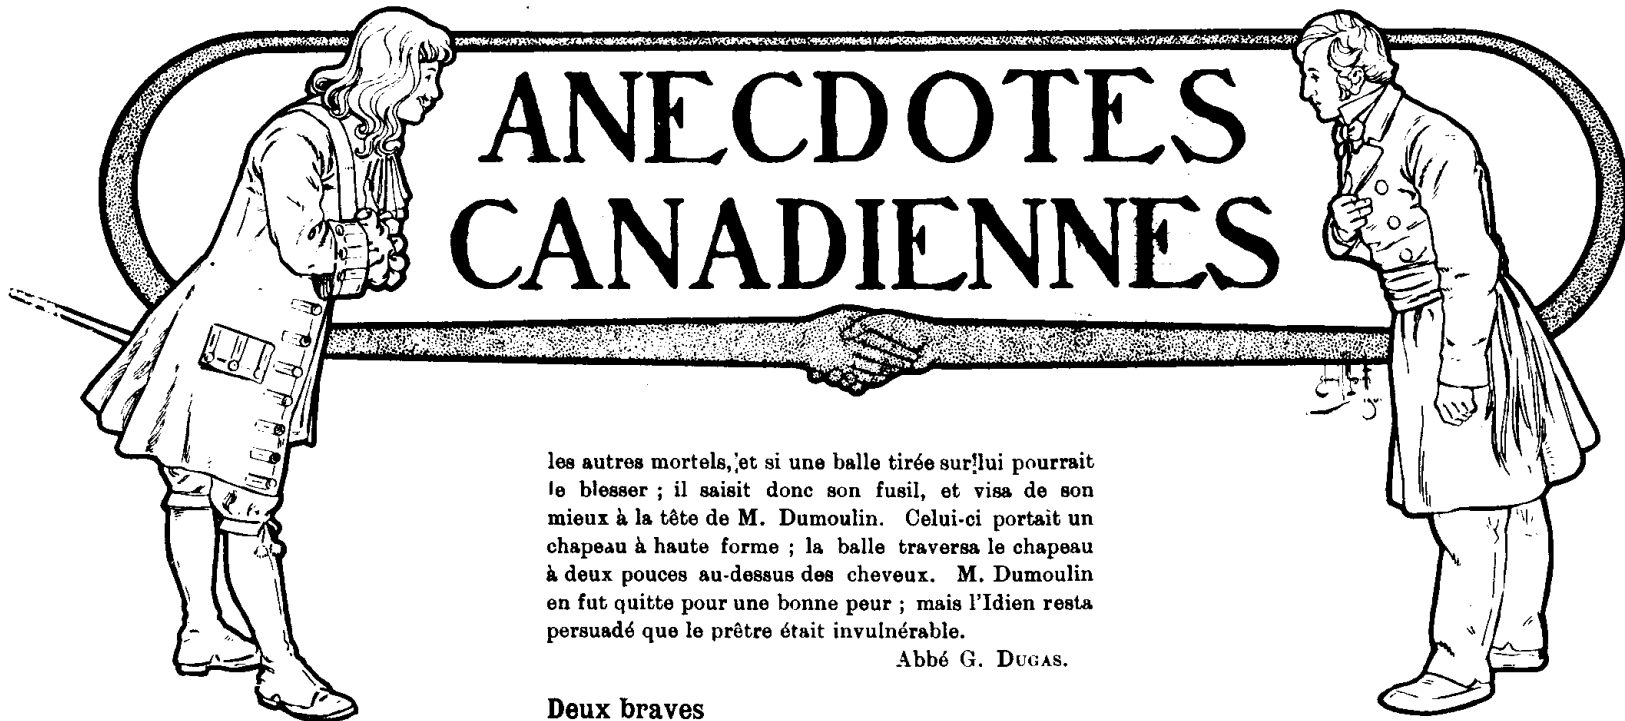 ANECDOTES
CANADIENNES
les autres mortels, et si une balle tirée sur lui pourrait
le blesser ; il saisit donc son fusil, et visa de son
mieux à la tête de M. Dumoulin. Celui-ci portait un
chapeau à haute forme ; la balle traversa le chapeau
à deux pouces au-dessus des cheveux. M. Dumoulin
en fut quitte pour une bonne peur ; mais l'Idien resta
persuadé que le prêtre était invulnérable.
Abbé G. DUGAS.
Deux braves